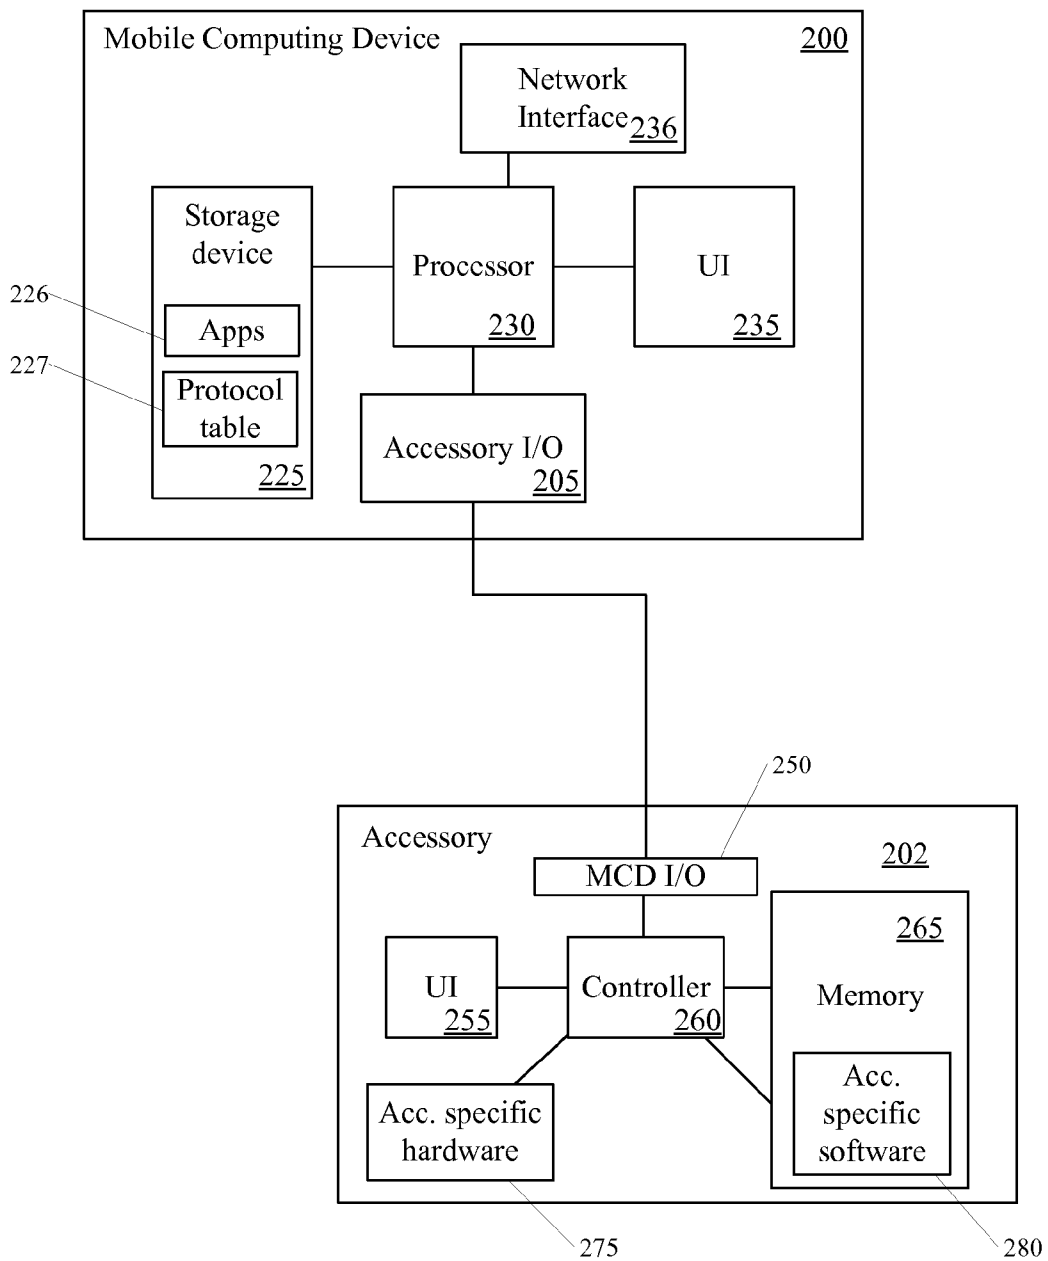 Mobile Computing Device
200
Network
Interface
236
Storage
device
Processor
230
UI
235
226
Apps
227
Protocol
table
225
Accessory I/O
205
250
Accessory
202
MCD I/O
265
UI
255
Controller
260
Memory
Acc. specific
hardware
Acc.
specific
software
275
280